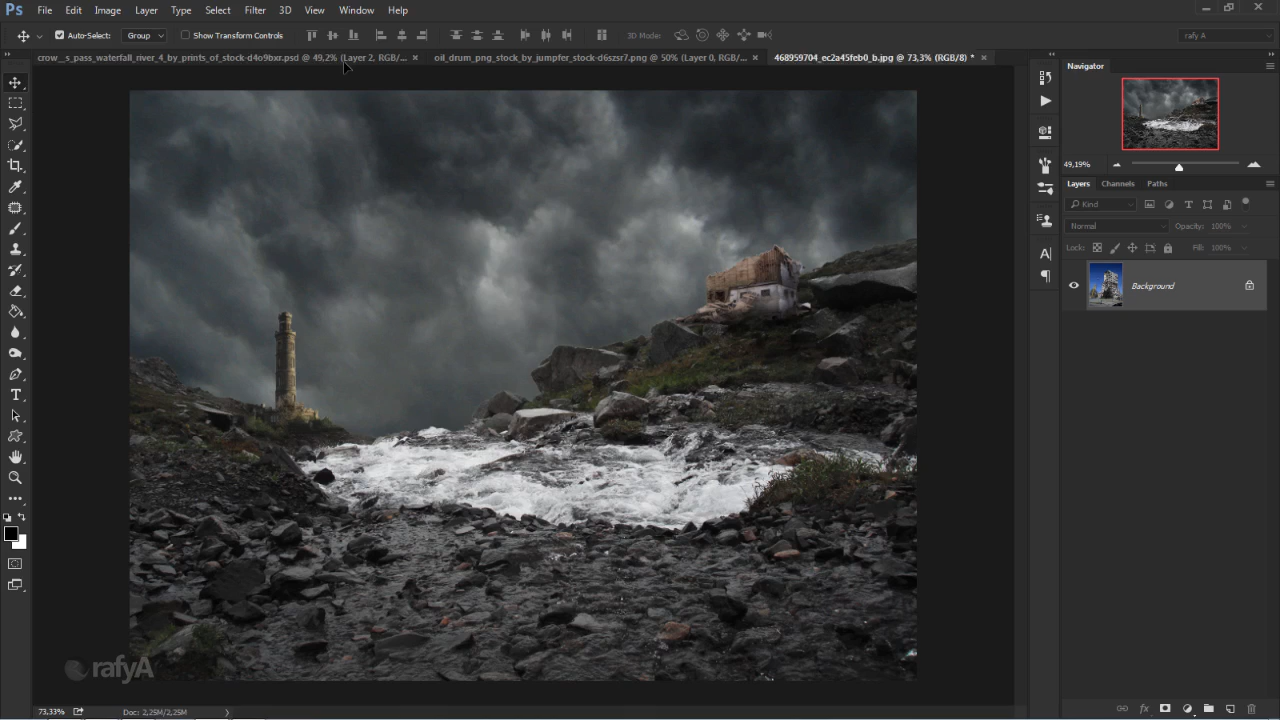 Ps File Edit Image Layer Type Select Filter 3D View Window Help
Auto-Select: Group Show Transform Controls 3D Mode: rafy A
crow__s_pass_waterfall_river_4_by_prints_of_stock-d4o9bxr.psd @ 49,2% (Layer 2, RGB/... × oil_drum_png_stock_by_jumpfer_stock-d6szsr7.png @ 50% (Layer 0, RGB/... × 468959704_ec2a45feb0_b.jpg @ 73,3% (RGB/8) * ×
Navigator
49,19%
Layers Channels Paths
Kind
Normal Opacity: 100%
Lock: Fill: 100%
Background
rafyA
73,33% Doc: 2,25M/2,25M